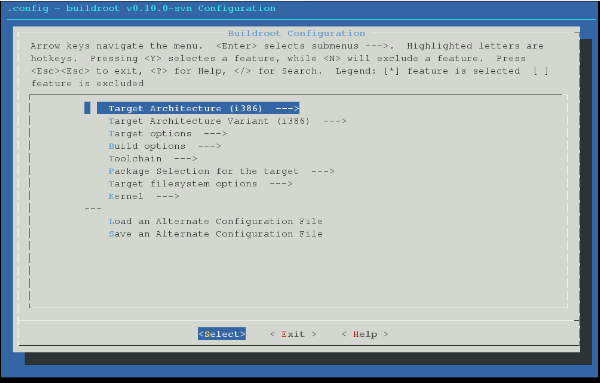 .config - buildroot v0.10.0-svn Configuration
Buildroot Configuration
Arrow keys navigate the menu. <Enter> selects submenus --->. Highlighted letters are
hotkeys. Pressing <Y> selectes a feature, while <N> will exclude a feature. Press
<Esc><Esc> to exit, <?> for Help, </> for Search. Legend: [*] feature is selected [ ]
feature is excluded
Target Architecture (i386) --->
Target Architecture Variant (i386) --->
Target options --->
Build options --->
Toolchain --->
Package Selection for the target --->
Target filesystem options --->
Kernel --->
---
Load an Alternate Configuration File
Save an Alternate Configuration File
<Select> < Exit > < Help >